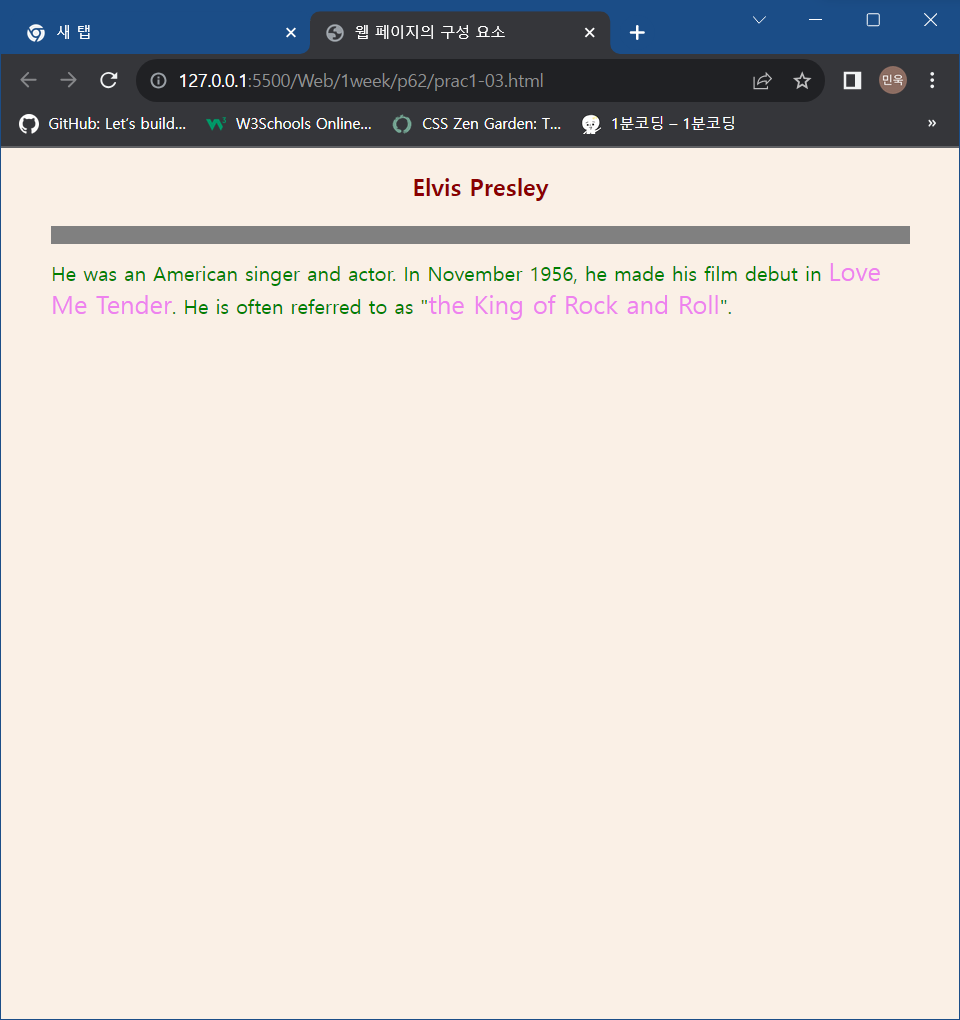 새 탭
웹 페이지의 구성 요소
127.0.0.1:5500/Web/1week/p62/prac1-03.html
민욱
GitHub: Let's build...
W3Schools Online...
CSS Zen Garden: T...
1분코딩 – 1분코딩
»
Elvis Presley
He was an American singer and actor. In November 1956, he made his film debut in Love
Me Tender. He is often referred to as "the King of Rock and Roll".